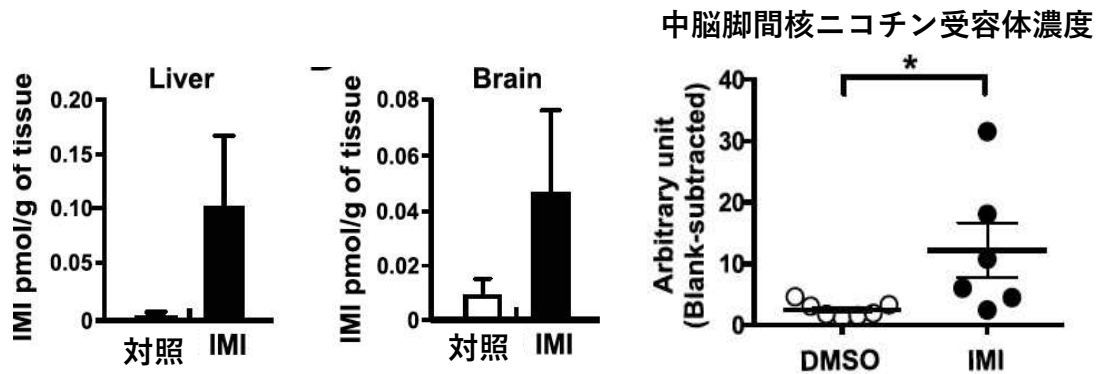 中脳脚間核ニコチン受容体濃度
Liver
IMI pmol/g of tissue
0.20
0.15
0.10
0.05
0
対照
IMI
Brain
IMI pmol/g of tissue
0.08
0.06
0.04
0.02
0
対照
IMI
Arbitrary unit
(Blank-subtracted)
40
30
20
10
0
*
DMSO
IMI